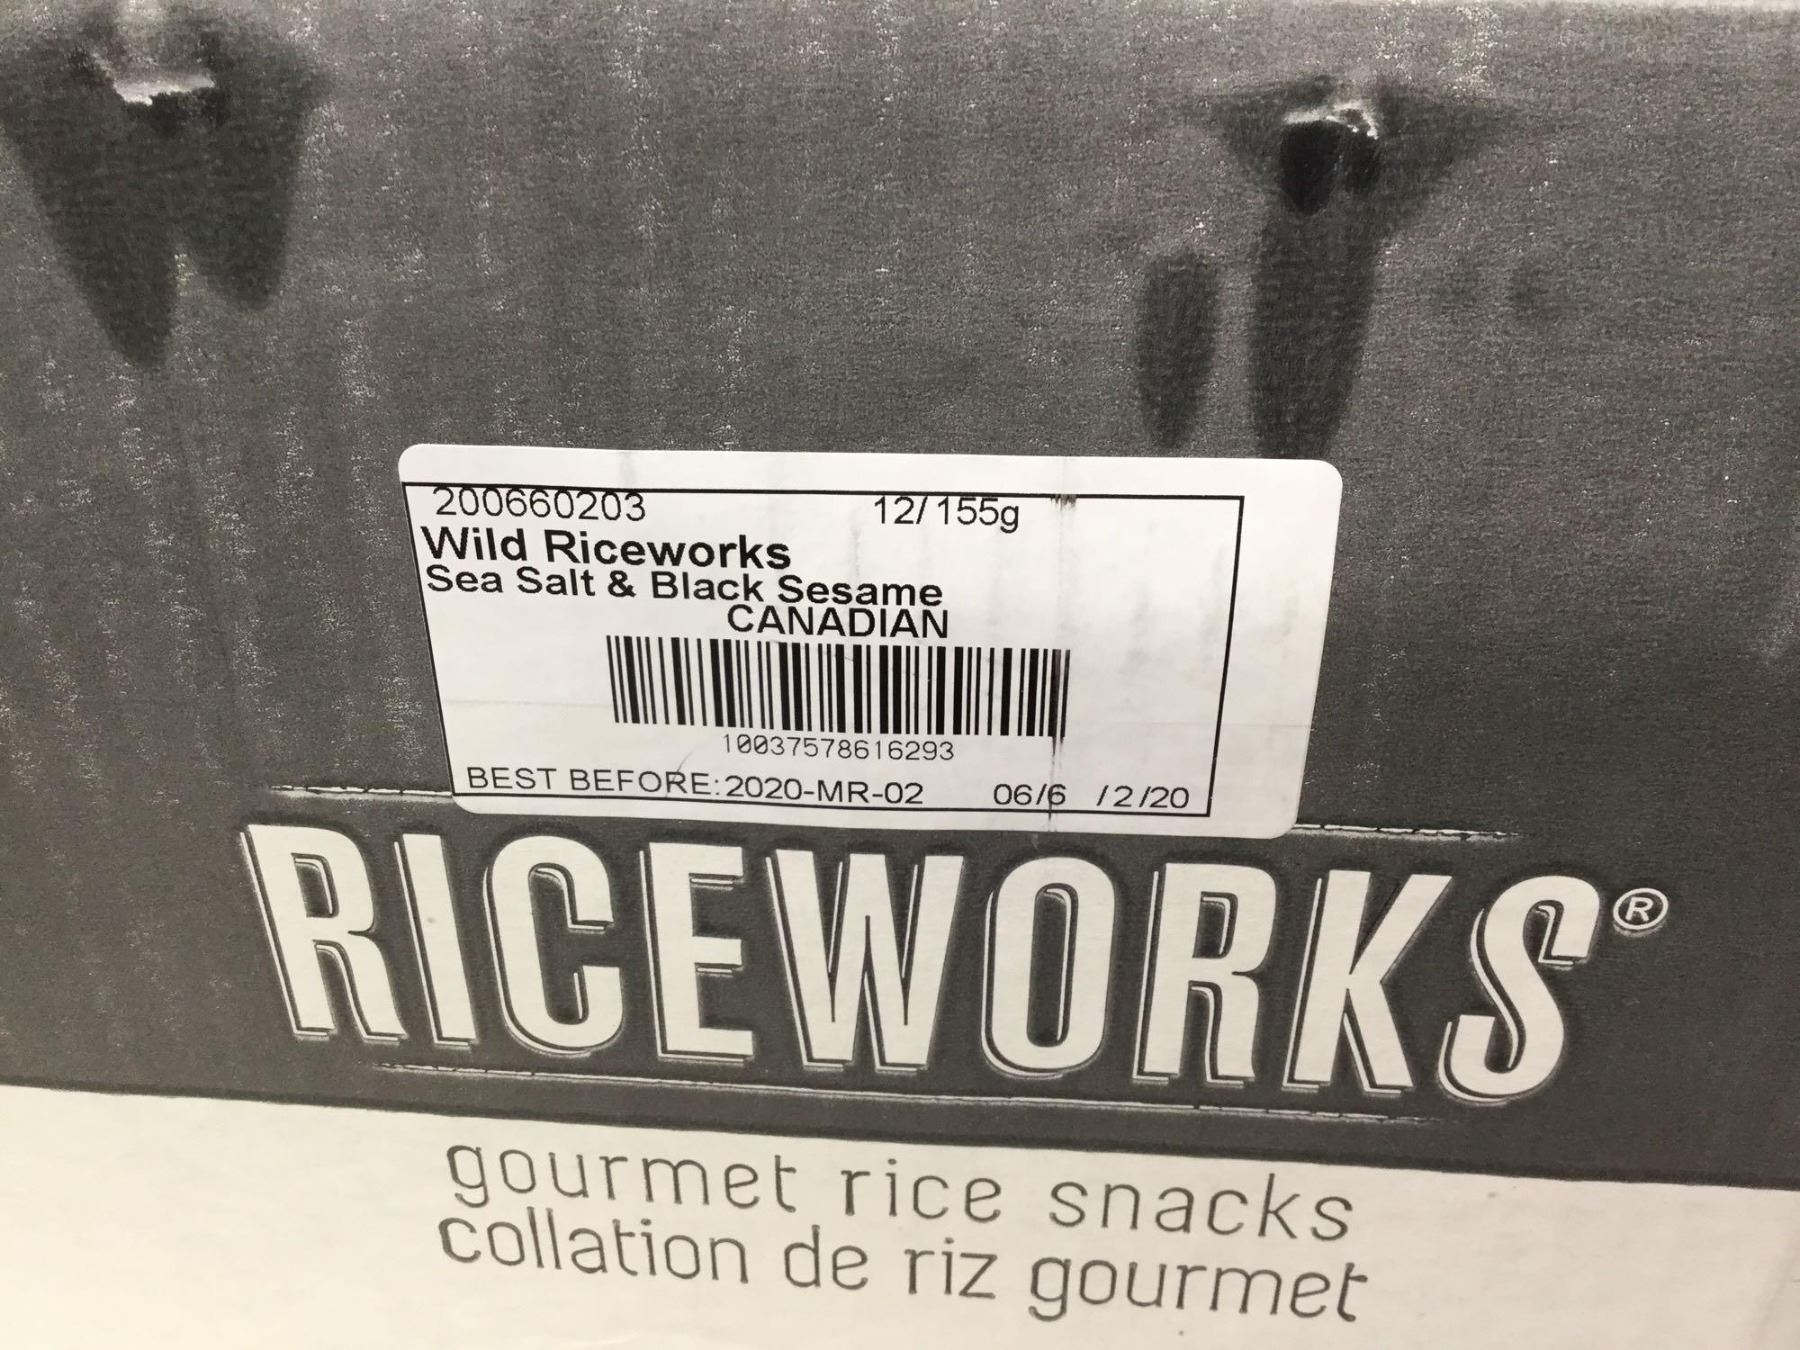 200660203 12/155g
Wild Riceworks
Sea Salt & Black Sesame
CANADIAN
10037578616293
BEST BEFORE:2020-MR-02 06/6 /2/20
RICEWORKS®
gourmet rice snacks
collation de riz gourmet